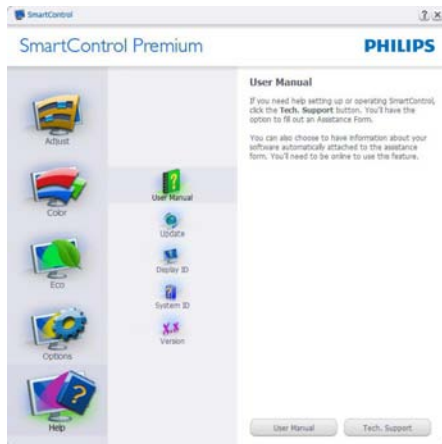 SmartControl
SmartControl Premium
PHILIPS
Adjust
Color
Eco
Options
Help
User Manual
Update
Display ID
System ID
Version
User Manual
If you need help setting up or operating SmartControl,
click the Tech. Support button. You'll have the
option to fill out an Assistance Form.
You can also choose to have information about your
software automatically attached to the assistance
form. You'll need to be online to use the feature.
User Manual
Tech. Support